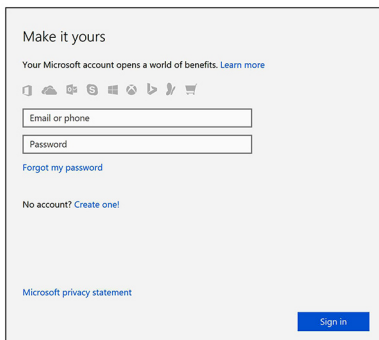 Make it yours
Your Microsoft account opens a world of benefits. Learn more
Email or phone
Password
Forgot my password
No account? Create one!
Microsoft privacy statement
Sign in